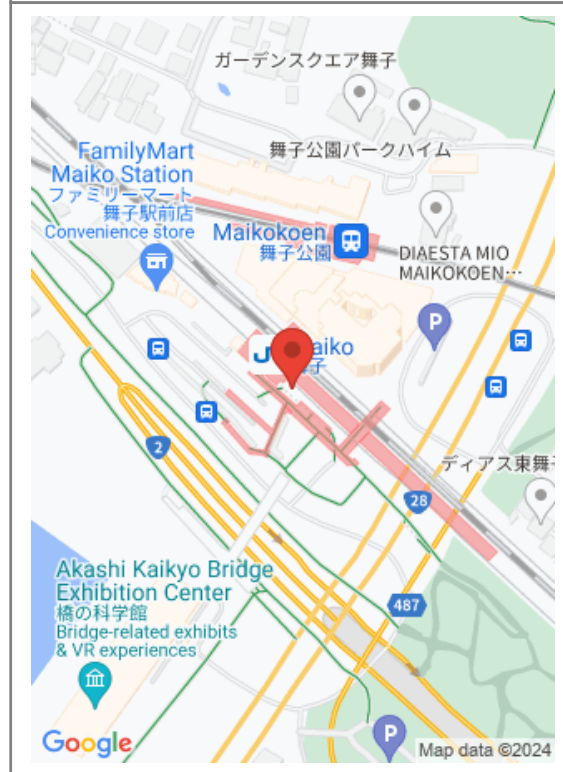 ガーデンスクエア舞子
舞子公園パークハイム
FamilyMart
Maiko Station
ファミリーマート
舞子駅前店
Convenience store
Maikokoen
舞子公園
DIAESTA MIO
MAIKOKOEN…
P
J
aiko
子
2
ディアス東舞子
28
487
Akashi Kaikyo Bridge
Exhibition Center
橋の科学館
Bridge-related exhibits
& VR experiences
P
Google
Map data ©2024